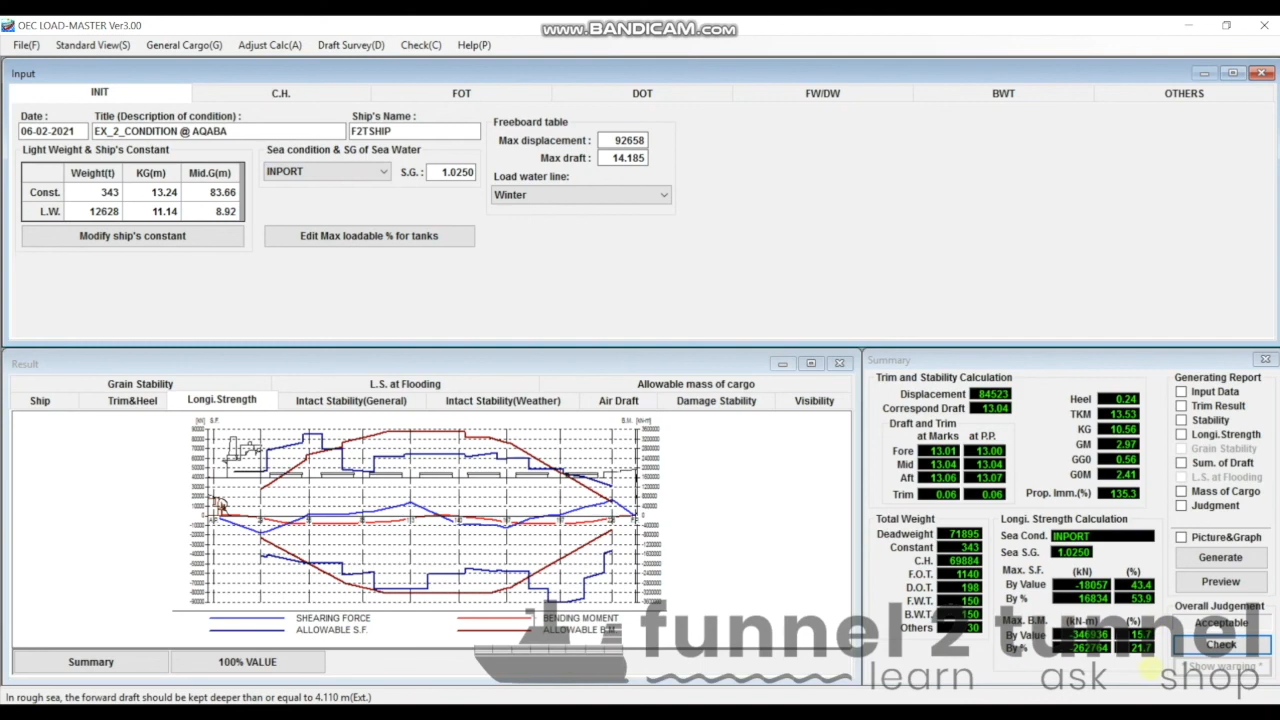 OEC LOAD-MASTER Ver3.00
www.BANDICAM.com
File(F) Standard View(S) General Cargo(G) Adjust Calc(A) Draft Survey(D) Check(C) Help(P)
Input
INIT C.H. FOT DOT FW/DW BWT OTHERS
Date : Title (Description of condition) : Ship's Name :
06-02-2021 EX_2_CONDITION @ AQABA F2TSHIP
Light Weight & Ship's Constant
Weight(t) KG(m) Mid.G(m)
Const. 343 13.24 83.66
L.W. 12628 11.14 8.92
Modify ship's constant
Sea condition & SG of Sea Water
INPORT S.G. : 1.0250
Edit Max loadable % for tanks
Freeboard table
Max displacement : 92658
Max draft : 14.185
Load water line:
Winter
Result
Grain Stability L.S. at Flooding Allowable mass of cargo
Ship Trim&Heel Longi.Strength Intact Stability(General) Intact Stability(Weather) Air Draft Damage Stability Visibility
SHEARING FORCE BENDING MOMENT
ALLOWABLE S.F. ALLOWABLE B.M.
Summary 100% VALUE
Summary
Trim and Stability Calculation
Displacement 84523
Correspond Draft 13.04
Draft and Trim
at Marks at P.P.
Fore 13.01 13.00
Mid 13.04 13.04
Aft 13.06 13.07
Trim 0.06 0.06
Heel 0.24
TKM 13.53
KG 10.56
GM 2.97
GG0 0.56
G0M 2.41
Prop. Imm.(%) 135.3
Total Weight
Deadweight 71895
Constant 343
C.H. 69884
F.O.T. 1140
D.O.T. 198
F.W.T. 150
B.W.T. 150
Others 30
Longi. Strength Calculation
Sea Cond. INPORT
Sea S.G. 1.0250
Max. S.F. (kN) (%)
By Value -18057 43.4
By % 16834 53.9
Max. B.M. (kN-m) (%)
By Value -346936 15.7
By % -262764 21.7
Generating Report
Input Data
Trim Result
Stability
Longi.Strength
Grain Stability
Sum. of Draft
L.S. at Flooding
Mass of Cargo
Judgment
Picture&Graph
Generate
Preview
Overall Judgement
Acceptable
Check
Show warning *
funnel 2 tunnel
learn ask shop
In rough sea, the forward draft should be kept deeper than or equal to 4.110 m(Ext.)